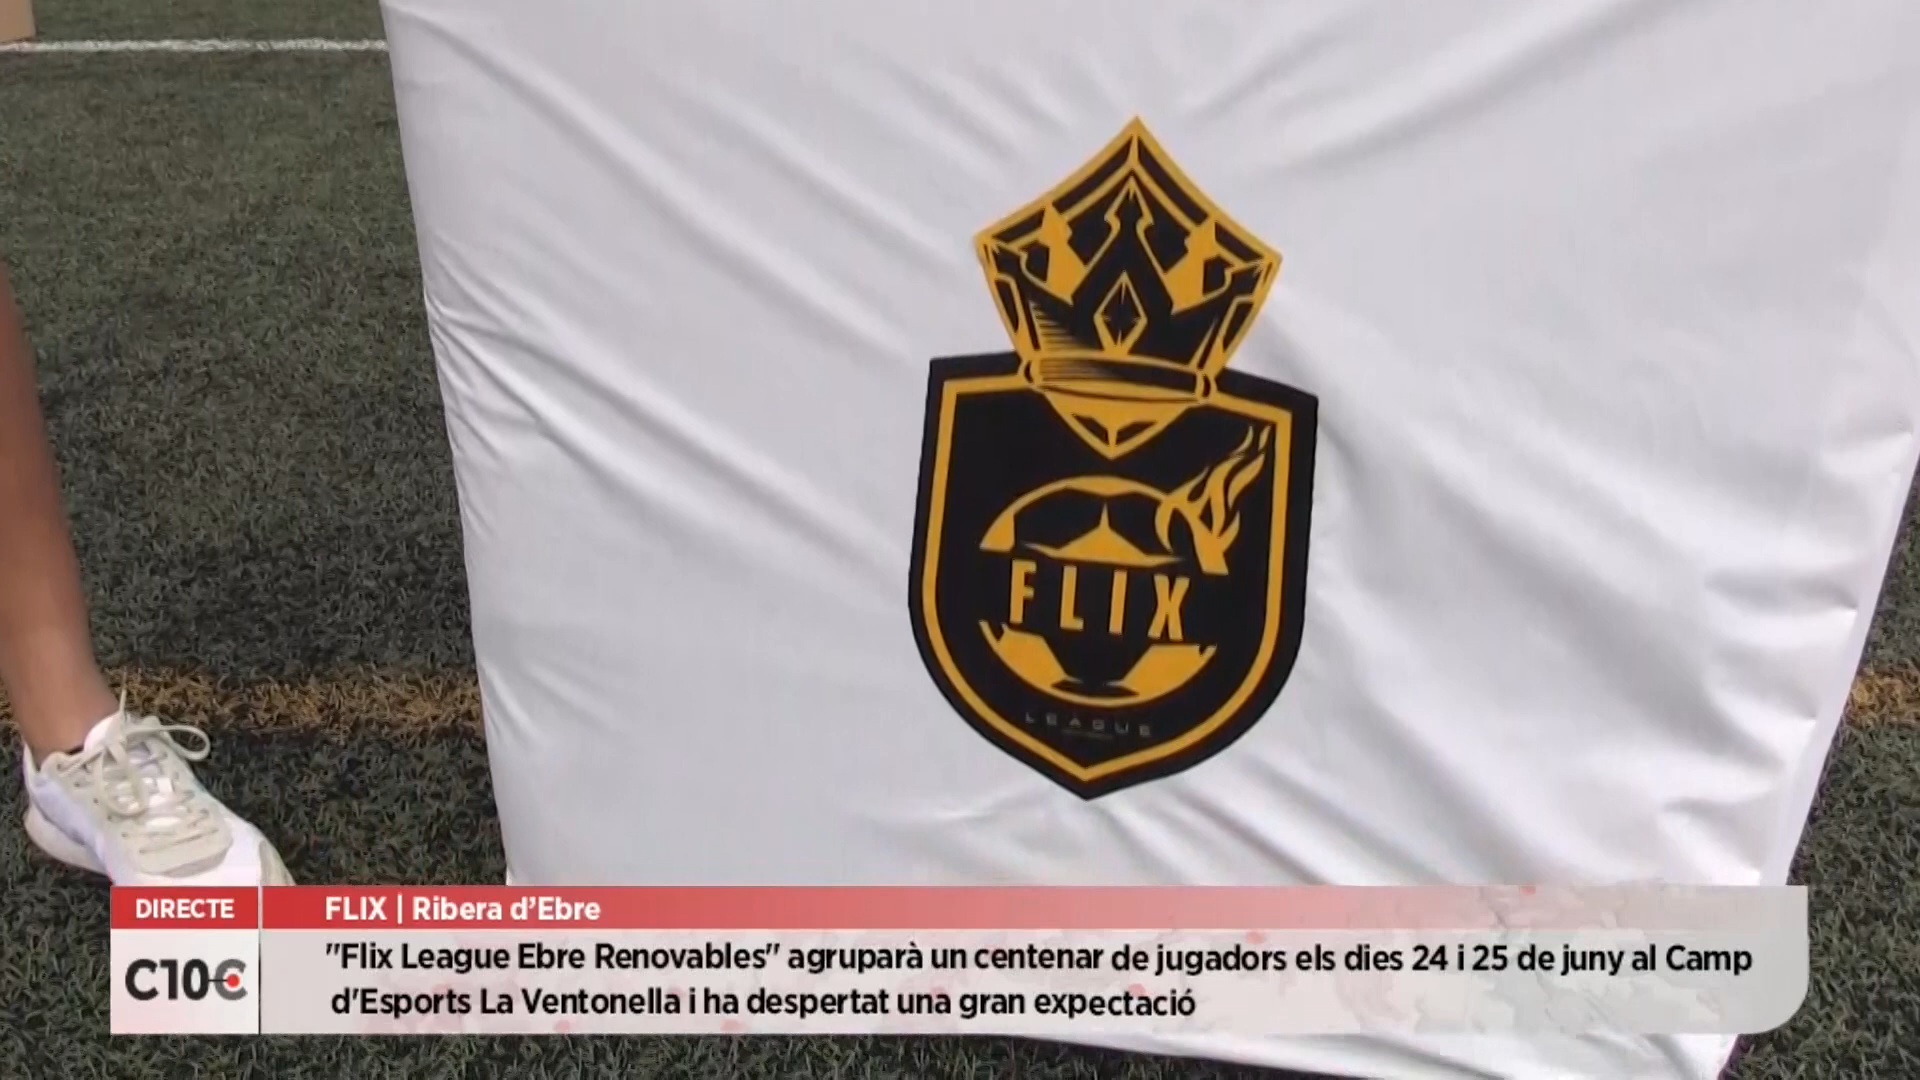 FLIX
LEAGUE
DIRECTE
FLIX | Ribera d'Ebre
C10E
"Flix League Ebre Renovables" agruparà un centenar de jugadors els dies 24 i 25 de juny al Camp
d'Esports La Ventonella i ha despertat una gran expectació